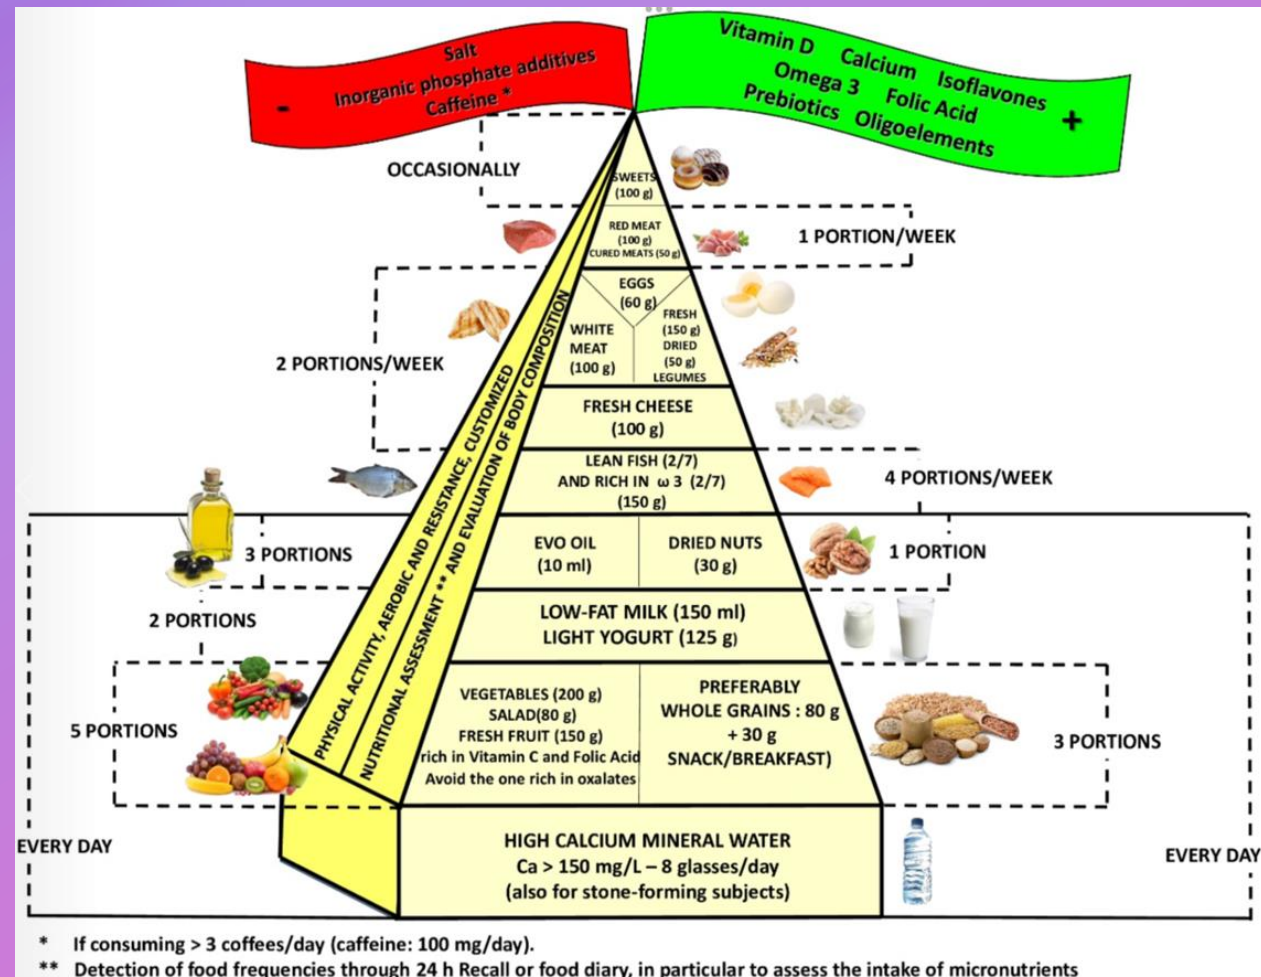 Salt
Inorganic phosphate additives
Caffeine *
-
Vitamin D Calcium Isoflavones
Omega 3 Folic Acid
Prebiotics Oligoelements
+
OCCASIONALLY
SWEETS
(100 g)
RED MEAT
(100 g)
CURED MEATS (50 g)
1 PORTION/WEEK
2 PORTIONS/WEEK
EGGS
(60 g)
WHITE
MEAT
(100 g)
FRESH
(150 g)
DRIED
(50 g)
LEGUMES
FRESH CHEESE
(100 g)
LEAN FISH (2/7)
AND RICH IN ω 3 (2/7)
(150 g)
4 PORTIONS/WEEK
PHYSICAL ACTIVITY, AEROBIC AND RESISTANCE, CUSTOMIZED
NUTRITIONAL ASSESSMENT ** AND EVALUATION OF BODY COMPOSITION
3 PORTIONS
EVO OIL
(10 ml)
DRIED NUTS
(30 g)
1 PORTION
2 PORTIONS
LOW-FAT MILK (150 ml)
LIGHT YOGURT (125 g)
5 PORTIONS
VEGETABLES (200 g)
SALAD(80 g)
FRESH FRUIT (150 g)
rich in Vitamin C and Folic Acid
Avoid the one rich in oxalates
PREFERABLY
WHOLE GRAINS : 80 g
+ 30 g
SNACK/BREAKFAST)
3 PORTIONS
EVERY DAY
HIGH CALCIUM MINERAL WATER
Ca > 150 mg/L – 8 glasses/day
(also for stone-forming subjects)
EVERY DAY
* If consuming > 3 coffees/day (caffeine: 100 mg/day).
** Detection of food frequencies through 24 h Recall or food diary, in particular to assess the intake of micronutrients